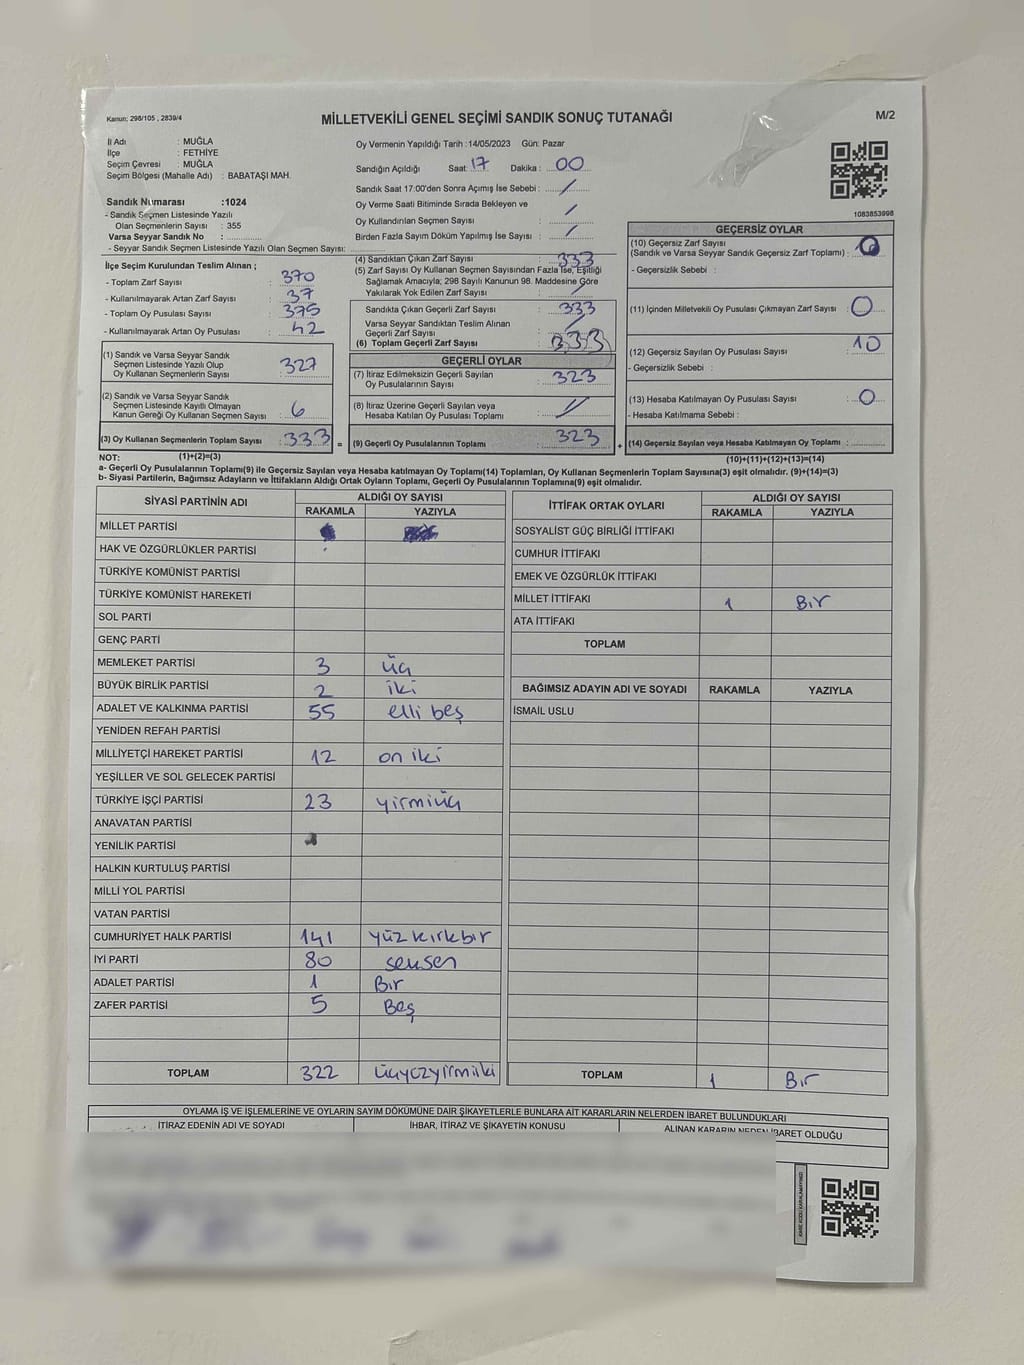 Kanun: 298/105 , 2839/4
MİLLETVEKİLİ GENEL SEÇİMİ SANDIK SONUÇ TUTANAĞI
M/2
İl Adı : MUĞLA
İlçe : FETHİYE
Seçim Çevresi : MUĞLA
Seçim Bölgesi (Mahalle Adı) : BABATAŞI MAH.
Sandık Numarası :1024
- Sandık Seçmen Listesinde Yazılı
Olan Seçmenlerin Sayısı : 355
Varsa Seyyar Sandık No :
- Seyyar Sandık Seçmen Listesinde Yazılı Olan Seçmen Sayısı:
Oy Vermenin Yapıldığı Tarih :14/05/2023 Gün: Pazar
Sandığın Açıldığı Saat: 17 Dakika : 00
Sandık Saat 17:00'den Sonra Açımış İse Sebebi : /
Oy Verme Saati Bitiminde Sırada Bekleyen ve
Oy Kullandırılan Seçmen Sayısı : /
Birden Fazla Sayım Döküm Yapılmış İse Sayısı : /
1083853998
İlçe Seçim Kurulundan Teslim Alınan ;
- Toplam Zarf Sayısı : 370
- Kullanılmayarak Artan Zarf Sayısı : 37
- Toplam Oy Pusulası : 375
- Kullanılmayarak Artan Oy Pusulası : 42
(4) Sandıktan Çıkan Zarf Sayısı : 333
(5) Zarf Sayısı Oy Kullanan Seçmen Sayısından Fazla İse, Eşitliği
Sağlamak Amacıyla; 298 Sayılı Kanunun 98. Maddesine Göre
Yakılarak Yok Edilen Zarf Sayısı : /
Sandıkta Çıkan Geçerli Zarf Sayısı : 333
Varsa Seyyar Sandıktan Teslim Alınan
Geçerli Zarf Sayısı : /
(6) Toplam Geçerli Zarf Sayısı : 333
GEÇERSİZ OYLAR
(10) Geçersiz Zarf Sayısı
(Sandık ve Varsa Seyyar Sandık Geçersiz Zarf Toplamı) :
- Geçersizlik Sebebi :
(11) İçinden Milletvekili Oy Pusulası Çıkmayan Zarf Sayısı : 0
(12) Geçersiz Sayılan Oy Pusulası Sayısı : 10
- Geçersizlik Sebebi :
(13) Hesaba Katılmayan Oy Pusulası Sayısı : 0
- Hesaba Katılmama Sebebi :
(14) Geçersiz Sayılan veya Hesaba Katılmayan Oy Toplamı :
(1) Sandık ve Varsa Seyyar Sandık
Seçmen Listesinde Yazılı Olup
Oy Kullanan Seçmenlerin Sayısı : 327
(2) Sandık ve Varsa Seyyar Sandık
Seçmen Listesinde Kayıtlı Olmayan
Kanun Gereği Oy Kullanan Seçmen Sayısı : 6
(3) Oy Kullanan Seçmenlerin Toplam Sayısı : 333 =
GEÇERLİ OYLAR
(7) İtiraz Edilmeksizin Geçerli Sayılan
Oy Pusulalarının Sayısı : 323
(8) İtiraz Üzerine Geçerli Sayılan veya
Hesaba Katılan Oy Pusulası Toplamı : /
(9) Geçerli Oy Pusulalarının Toplamı : 323 +
NOT: (1)+(2)=(3)
(10)+(11)+(12)+(13)=(14)
a- Geçerli Oy Pusulalarının Toplamı(9) ile Geçersiz Sayılan veya Hesaba katılmayan Oy Toplamı(14) Toplamları, Oy Kullanan Seçmenlerin Toplam Sayısına(3) eşit olmalıdır. (9)+(14)=(3)
b- Siyasi Partilerin, Bağımsız Adayların ve İttifakların Aldığı Ortak Oyların Toplamı, Geçerli Oy Pusulalarının Toplamına(9) eşit olmalıdır.
SİYASİ PARTİNİN ADI ALDIĞI OY SAYISI
RAKAMLA YAZIYLA
MİLLET PARTİSİ
HAK VE ÖZGÜRLÜKLER PARTİSİ
TÜRKİYE KOMÜNİST PARTİSİ
TÜRKİYE KOMÜNİST HAREKETİ
SOL PARTİ
GENÇ PARTİ
MEMLEKET PARTİSİ 3 üç
BÜYÜK BİRLİK PARTİSİ 2 iki
ADALET VE KALKINMA PARTİSİ 55 elli beş
YENİDEN REFAH PARTİSİ
MİLLİYETÇİ HAREKET PARTİSİ 12 on iki
YEŞİLLER VE SOL GELECEK PARTİSİ
TÜRKİYE İŞÇİ PARTİSİ 23 yirmiüç
ANAVATAN PARTİSİ
YENİLİK PARTİSİ
HALKIN KURTULUŞ PARTİSİ
MİLLİ YOL PARTİSİ
VATAN PARTİSİ
CUMHURİYET HALK PARTİSİ 141 yüzkırkbir
İYİ PARTİ 80 seksen
ADALET PARTİSİ 1 Bir
ZAFER PARTİSİ 5 Beş
TOPLAM 322 üçyüzyirmiiki
İTTİFAK ORTAK OYLARI ALDIĞI OY SAYISI
RAKAMLA YAZIYLA
SOSYALİST GÜÇ BİRLİĞİ İTTİFAKI
CUMHUR İTTİFAKI
EMEK VE ÖZGÜRLÜK İTTİFAKI
MİLLET İTTİFAKI 1 Bir
ATA İTTİFAKI
TOPLAM
BAĞIMSIZ ADAYIN ADI VE SOYADI RAKAMLA YAZIYLA
İSMAİL USLU
TOPLAM 1 Bir
OYLAMA İŞ VE İŞLEMLERİNE VE OYLARIN SAYIM DÖKÜMÜNE DAİR ŞİKAYETLERLE BUNLARA AİT KARARLARIN NELERDEN İBARET BULUNDUKLARI
İTİRAZ EDENİN ADI VE SOYADI İHBAR, İTİRAZ VE ŞİKAYETİN KONUSU ALINAN KARARIN NEDEN İBARET OLDUĞU